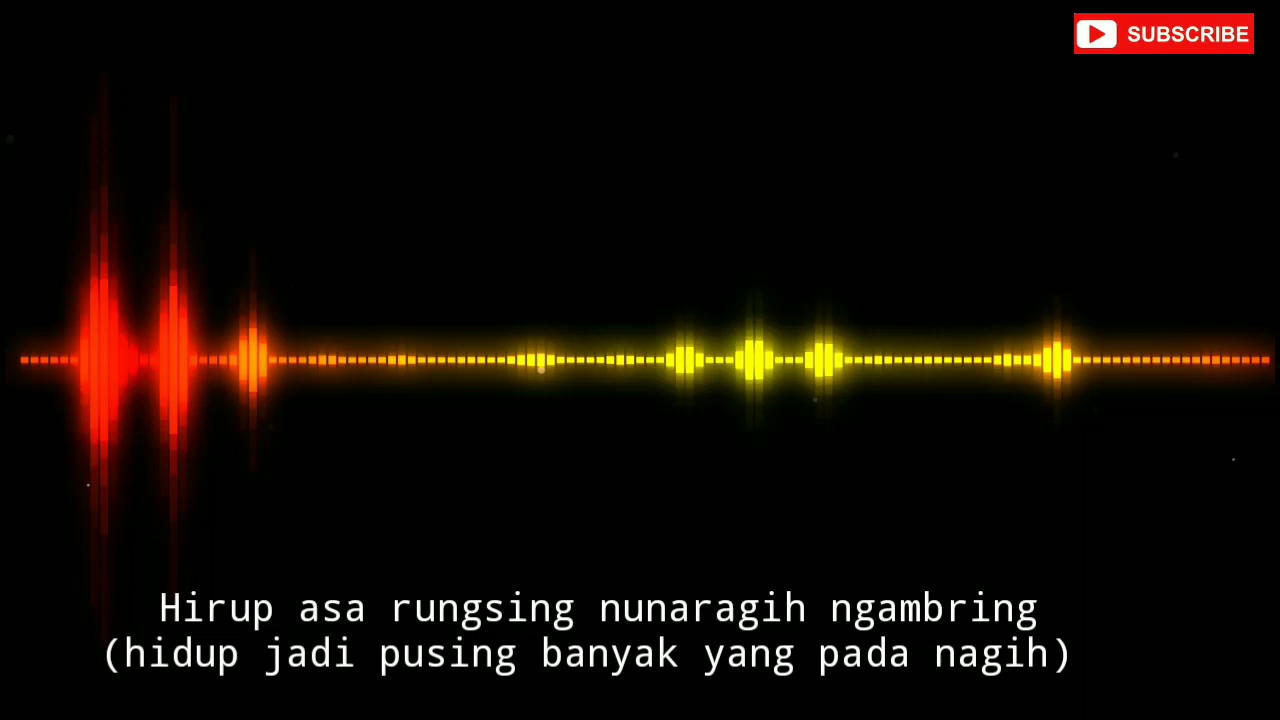 SUBSCRIBE
Hirup asa rungsing nunaragih ngambring
(hidup jadi pusing banyak yang pada nagih)